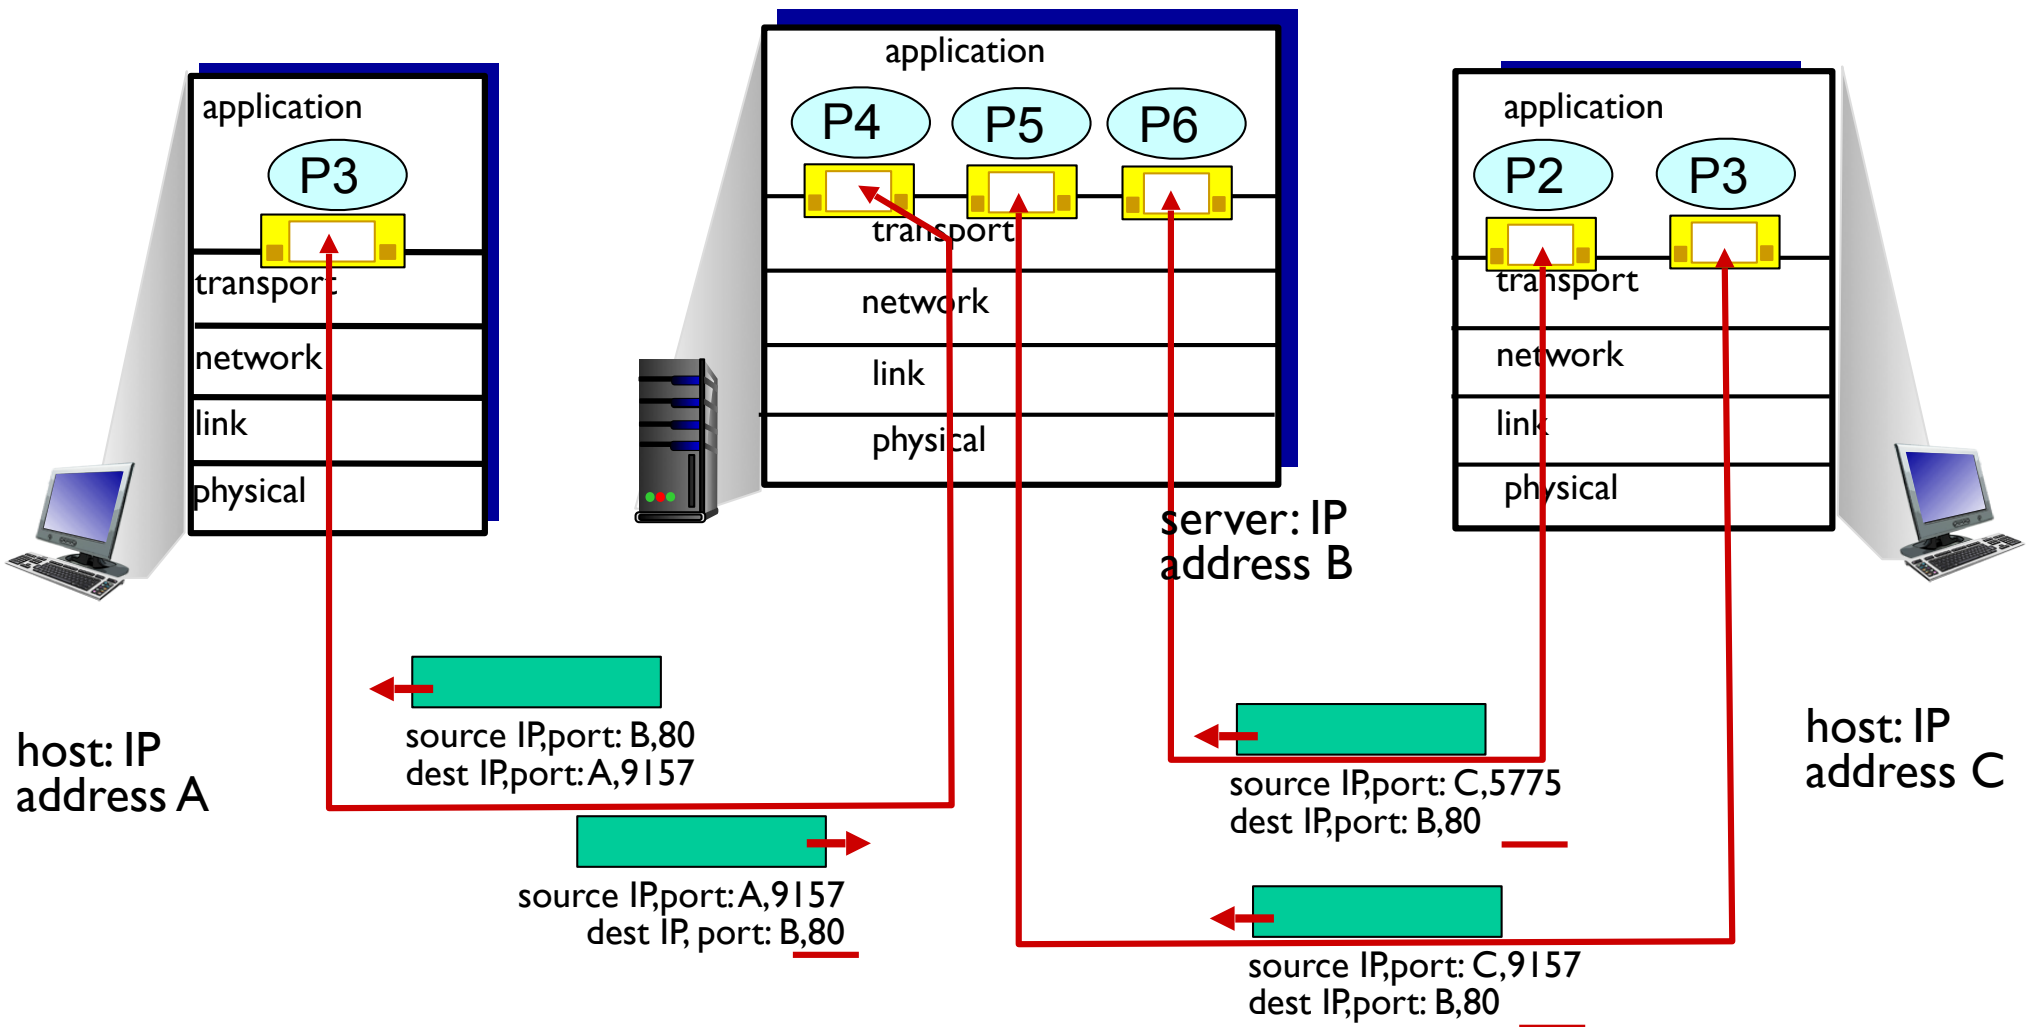 application
P3
transport
network
link
physical
host: IP
address A
application
P4
P5
P6
transport
network
link
physical
server: IP
address B
application
P2
P3
transport
network
link
physical
host: IP
address C
source IP,port: B,80
dest IP,port: A,9157
source IP,port: A,9157
dest IP, port: B,80
source IP,port: C,5775
dest IP,port: B,80
source IP,port: C,9157
dest IP,port: B,80